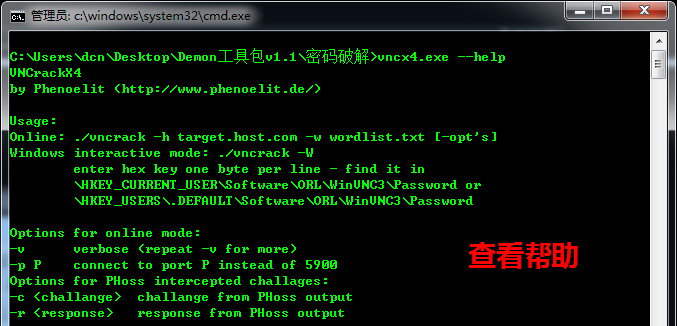 管理员: c:\windows\system32\cmd.exe
C:\Users\dcn\Desktop\Demon工具包v1.1\密码破解>vncx4.exe --help
VNCrackX4
by Phenoelit (http://www.phenoelit.de/)
Usage:
Online: ./vncrack -h target.host.com -w wordlist.txt [-opt's]
Windows interactive mode: ./vncrack -W
enter hex key one byte per line - find it in
\HKEY_CURRENT_USER\Software\ORL\WinVNC3\Password or
\HKEY_USERS\.DEFAULT\Software\ORL\WinVNC3\Password
Options for online mode:
-v verbose (repeat -v for more)
-p P connect to port P instead of 5900
查看帮助
Options for PHoss intercepted challages:
-c <challange> challange from PHoss output
-r <response> response from PHoss output